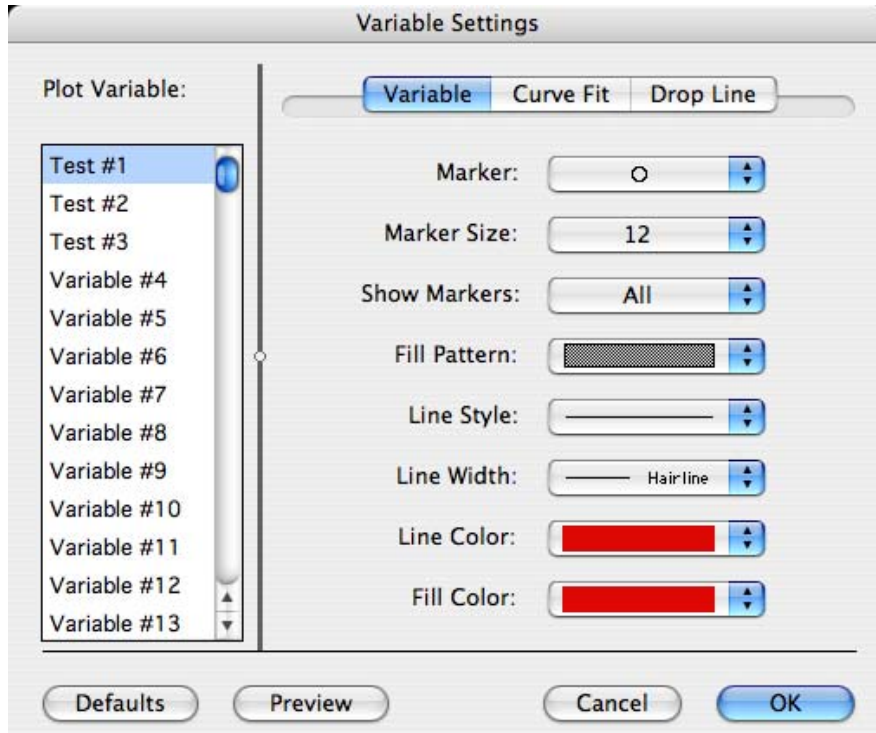 Variable Settings
Plot Variable:
Test #1
Test #2
Test #3
Variable #4
Variable #5
Variable #6
Variable #7
Variable #8
Variable #9
Variable #10
Variable #11
Variable #12
Variable #13
Variable Curve Fit Drop Line
Marker:
Marker Size: 12
Show Markers: All
Fill Pattern:
Line Style:
Line Width: Hairline
Line Color:
Fill Color:
Defaults Preview Cancel OK